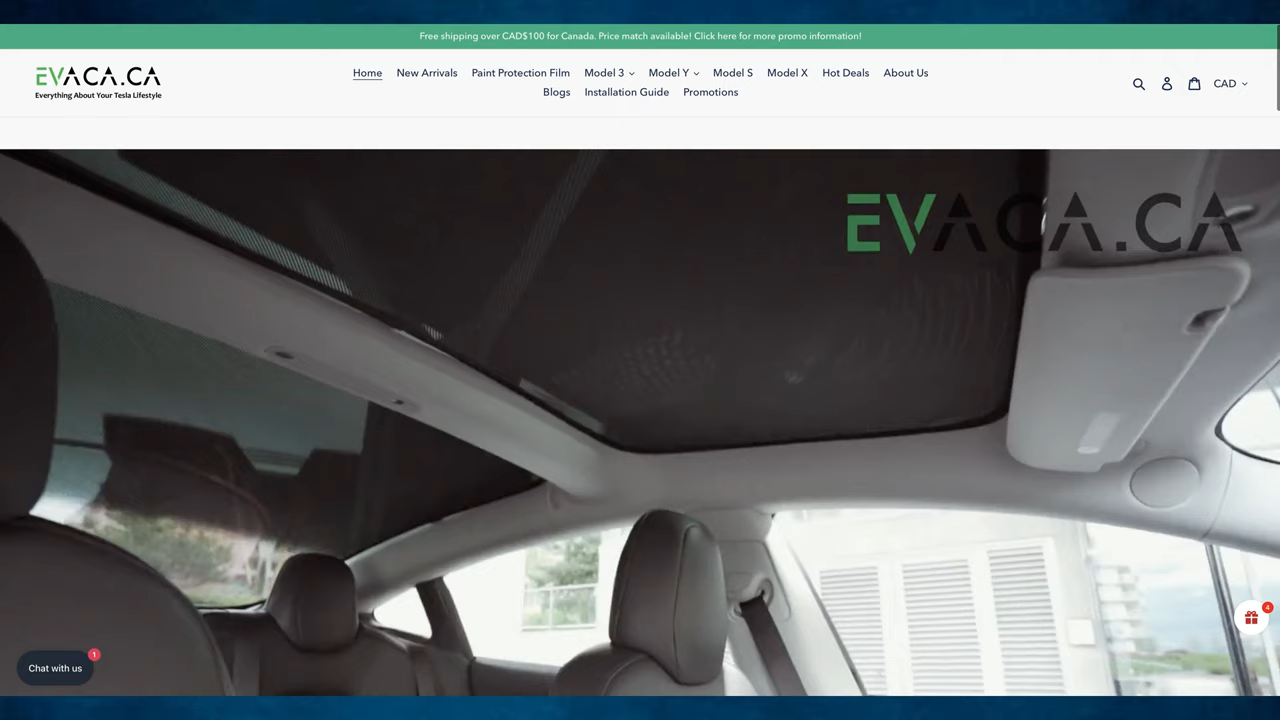 Free shipping over CAD$100 for Canada. Price match available! Click here for more promo information!
EVACA.CA
Everything About Your Tesla Lifestyle
Home New Arrivals Paint Protection Film Model 3 Model Y Model S Model X Hot Deals About Us
Blogs Installation Guide Promotions
CAD
EVACA.CA
4
Chat with us
1